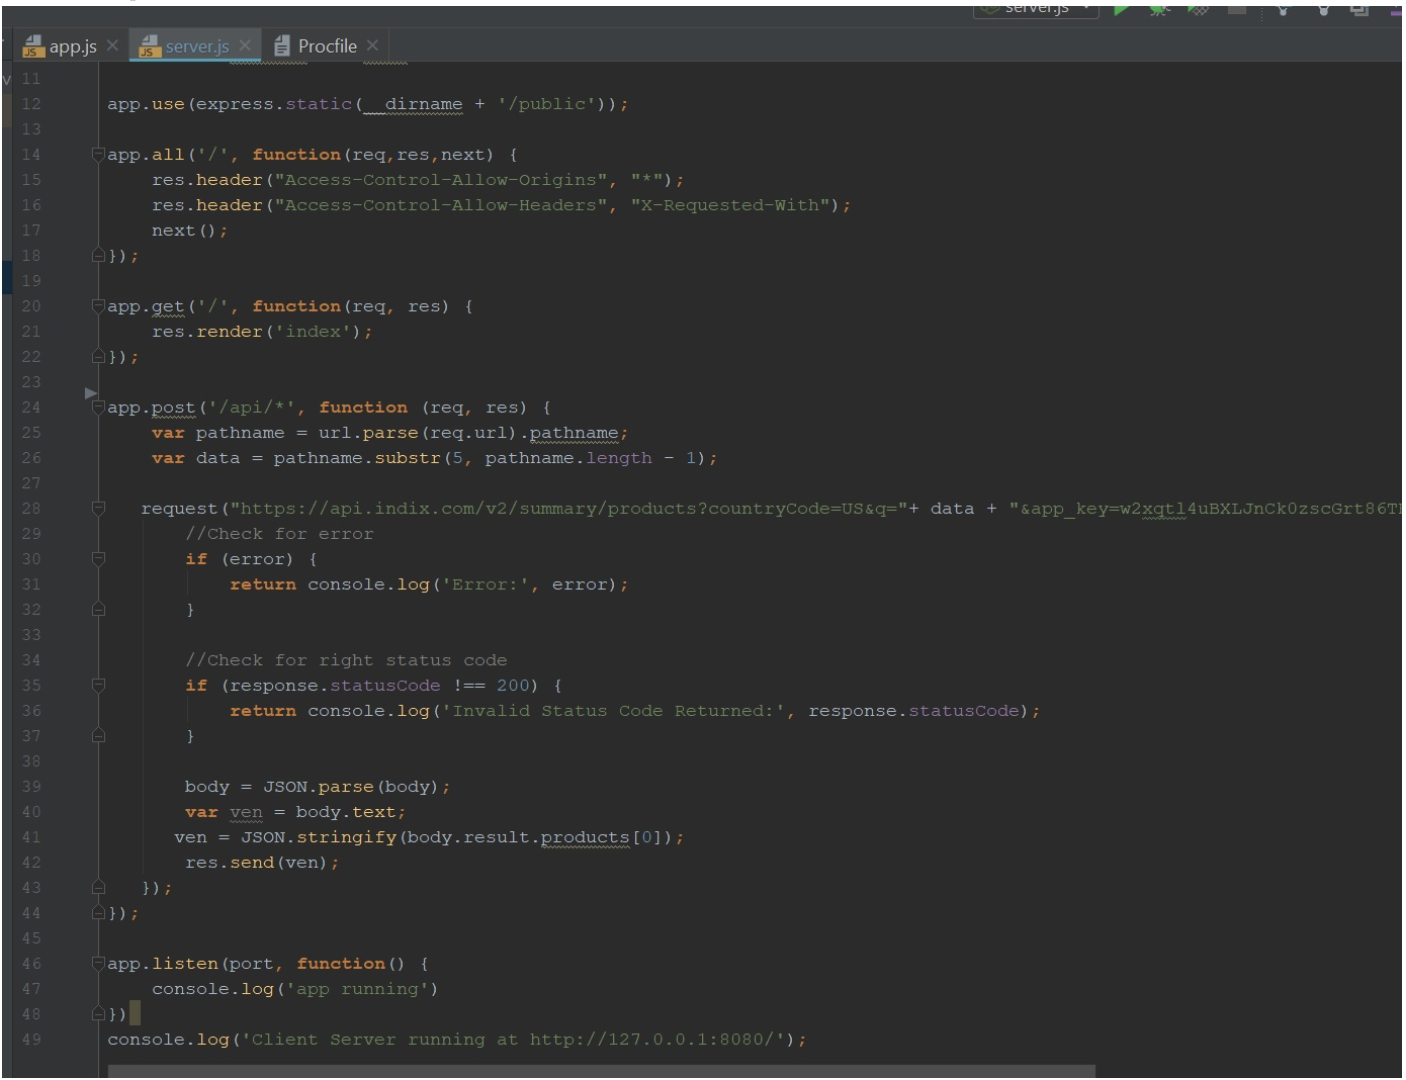 server.js
app.js server.js Procfile
11
12 app.use(express.static(__dirname + '/public'));
13
14 app.all('/', function(req,res,next) {
15 res.header("Access-Control-Allow-Origins", "*");
16 res.header("Access-Control-Allow-Headers", "X-Requested-With");
17 next();
18 });
19
20 app.get('/', function(req, res) {
21 res.render('index');
22 });
23
24 app.post('/api/*', function (req, res) {
25 var pathname = url.parse(req.url).pathname;
26 var data = pathname.substr(5, pathname.length - 1);
27
28 request("https://api.indix.com/v2/summary/products?countryCode=US&q="+ data + "&app_key=
29 //Check for error
30 if (error) {
31 return console.log('Error:', error);
32 }
33
34 //Check for right status code
35 if (response.statusCode !== 200) {
36 return console.log('Invalid Status Code Returned:', response.statusCode);
37 }
38
39 body = JSON.parse(body);
40 var ven = body.text;
41 ven = JSON.stringify(body.result.products[0]);
42 res.send(ven);
43 });
44 });
45
46 app.listen(port, function() {
47 console.log('app running')
48 })
49 console.log('Client Server running at http://127.0.0.1:8080/');